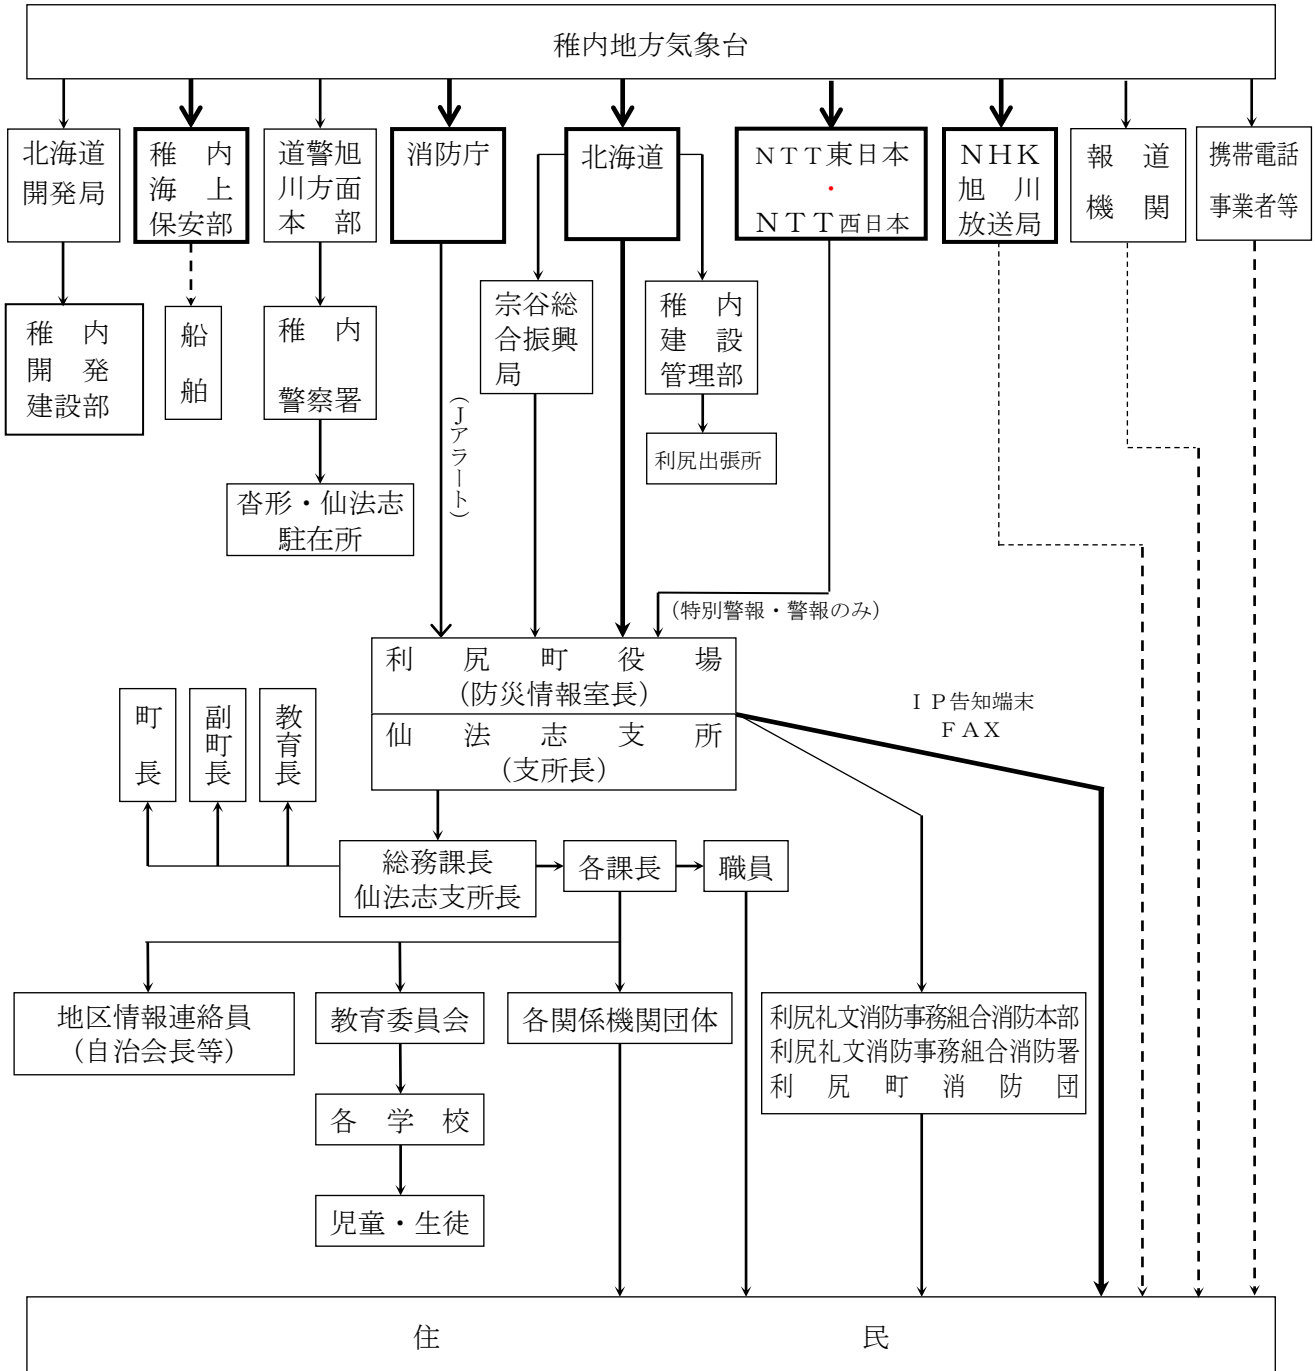 稚内地方気象台
北海道
開発局
稚内
海上
保安部
道警旭
川方面
本部
消防庁
北海道
NTT東日本
・
NTT西日本
NHK
旭川
放送局
報道
機関
携帯電話
事業者等
稚内
開発
建設部
船
舶
稚内
警察署
宗谷総
合振興
局
稚内
建設
管理部
(Jアラート)
利尻出張所
沓形・仙法志
駐在所
(特別警報・警報のみ)
利尻町役場
(防災情報室長)
仙法志支所
(支所長)
町長
副町長
教育長
IP告知端末
FAX
総務課長
仙法志支所長
各課長
職員
地区情報連絡員
(自治会長等)
教育委員会
各関係機関団体
利尻礼文消防事務組合消防本部
利尻礼文消防事務組合消防署
利尻町消防団
各学校
児童・生徒
住民